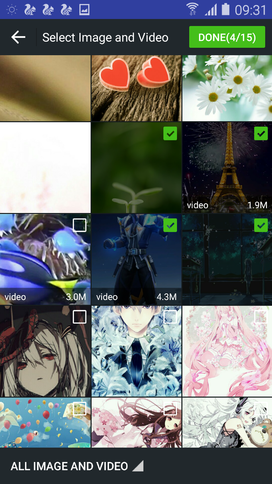 09:31
Select Image and Video
DONE(4/15)
video 1.9M
video 3.0M
video 4.3M
ALL IMAGE AND VIDEO